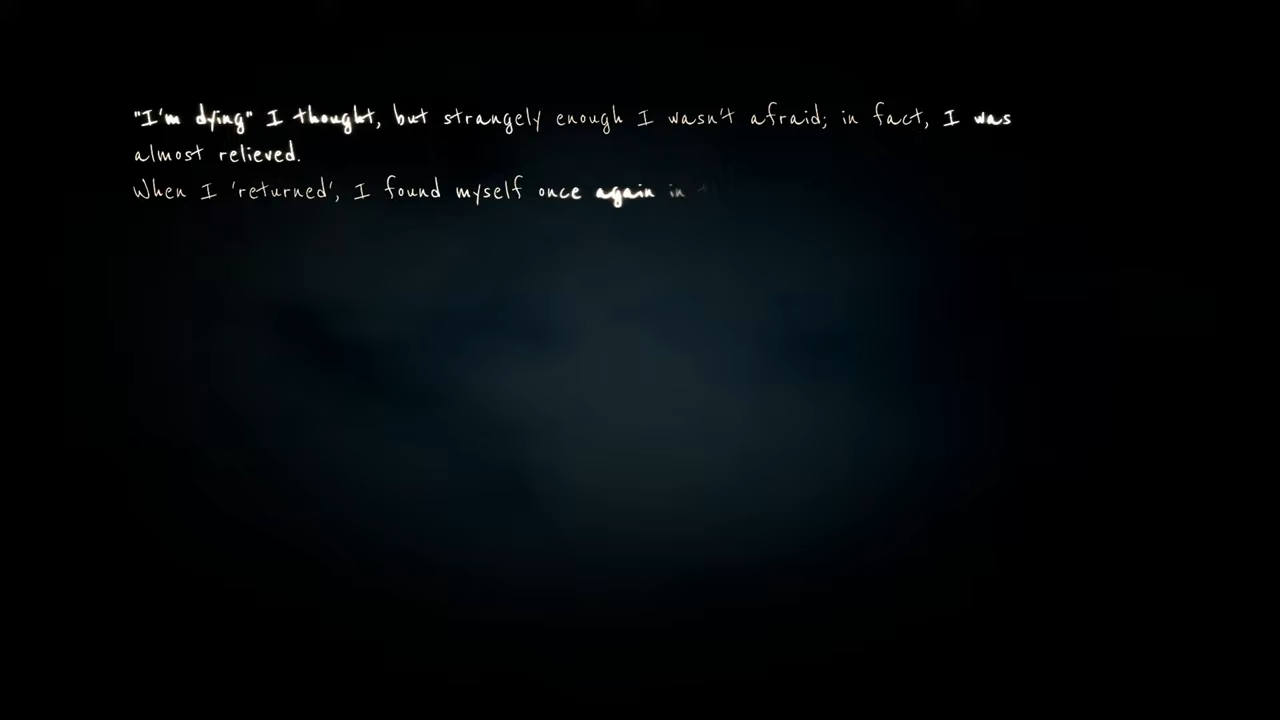 "I'm dying" I thought, but strangely enough I wasn't afraid; in fact, I was
almost relieved.
When I 'returned', I found myself once again in